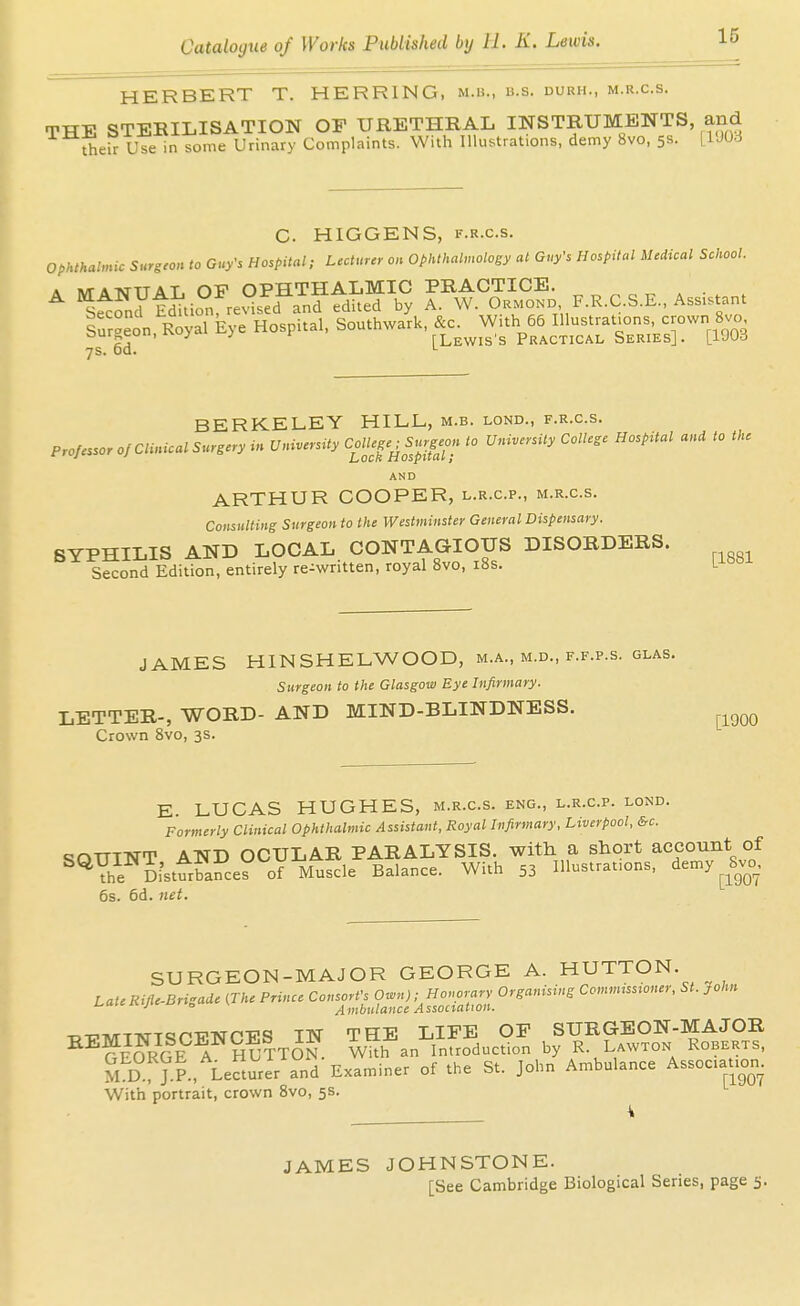 Catalogue of Works Published by H. K. Lewis. 15
HERBERT T. HERRING, M.B., B.S. DURH., M.R.C.S.
THE STERILISATION OF URETHRAL INSTRUMENTS, and
their Use in some Urinary Complaints. With Illustrations, demy 8vo, 5s. [1903
C. HIGGENS, F.R.C.S.
Ophthalmic Surgeon to Guy's Hospital; Lecturer on Ophthalmology at Guy's Hospital Medical School.
A MANUAL OF OPHTHALMIC PRACTICE.
Second Edition, revised and edited by A. W. ORMOND, F.R.C.S.E., Assistant
Surgeon, Royal Eye Hospital, Southwark, &c. With 66 Illustrations, crown 8vo,
7s. 6d. [LEWIS'S PRACTICAL SERIES]. [1903
BERKELEY HILL, M.B. LOND., F.R.C.S.
Professor of Clinical Surgery in University College; Surgeon to University College Hospital and to the
Lock Hospital;
AND
ARTHUR COOPER, L.R.C.P., M.R.C.S.
Consulting Surgeon to the Westminster General Dispensary.
SYPHILIS AND LOCAL CONTAGIOUS DISORDERS.
Second Edition, entirely re-written, royal 8vo, 18s. [1881
JAMES HINSHELWOOD, M.A., M.D., F.F.P.S. GLAS.
Surgeon to the Glasgow Eye Infirmary.
LETTER-, WORD- AND MIND-BLINDNESS.
Crown 8vo, 3s. [1900
E. LUCAS HUGHES, M.R.C.S. ENG., L.R.C.P. LOND.
Formerly Clinical Ophthalmic Assistant, Royal Infirmary, Liverpool, &c.
SQUINT AND OCULAR PARALYSIS. with a short account of
the Disturbances of Muscle Balance. With 53 Illustrations, demy 8vo,
6s. 6d. net. [1907
SURGEON-MAJOR GEORGE A. HUTTON.
Late Rifle-Brigade (The Prince Consort's Own); Honorary Organising Commissioner, St. John
Ambulance Association.
REMINISCENCES IN THE LIFE OF SURGEON-MAJOR
GEORGE A. HUTTON. With an Introduction by R. LAWTON ROBERTS,
M.D., J.P., Lecturer and Examiner of the St. John Ambulance Association.
With portrait, crown 8vo, 5s. [1907
JAMES JOHNSTONE.
[See Cambridge Biological Series, page 5.